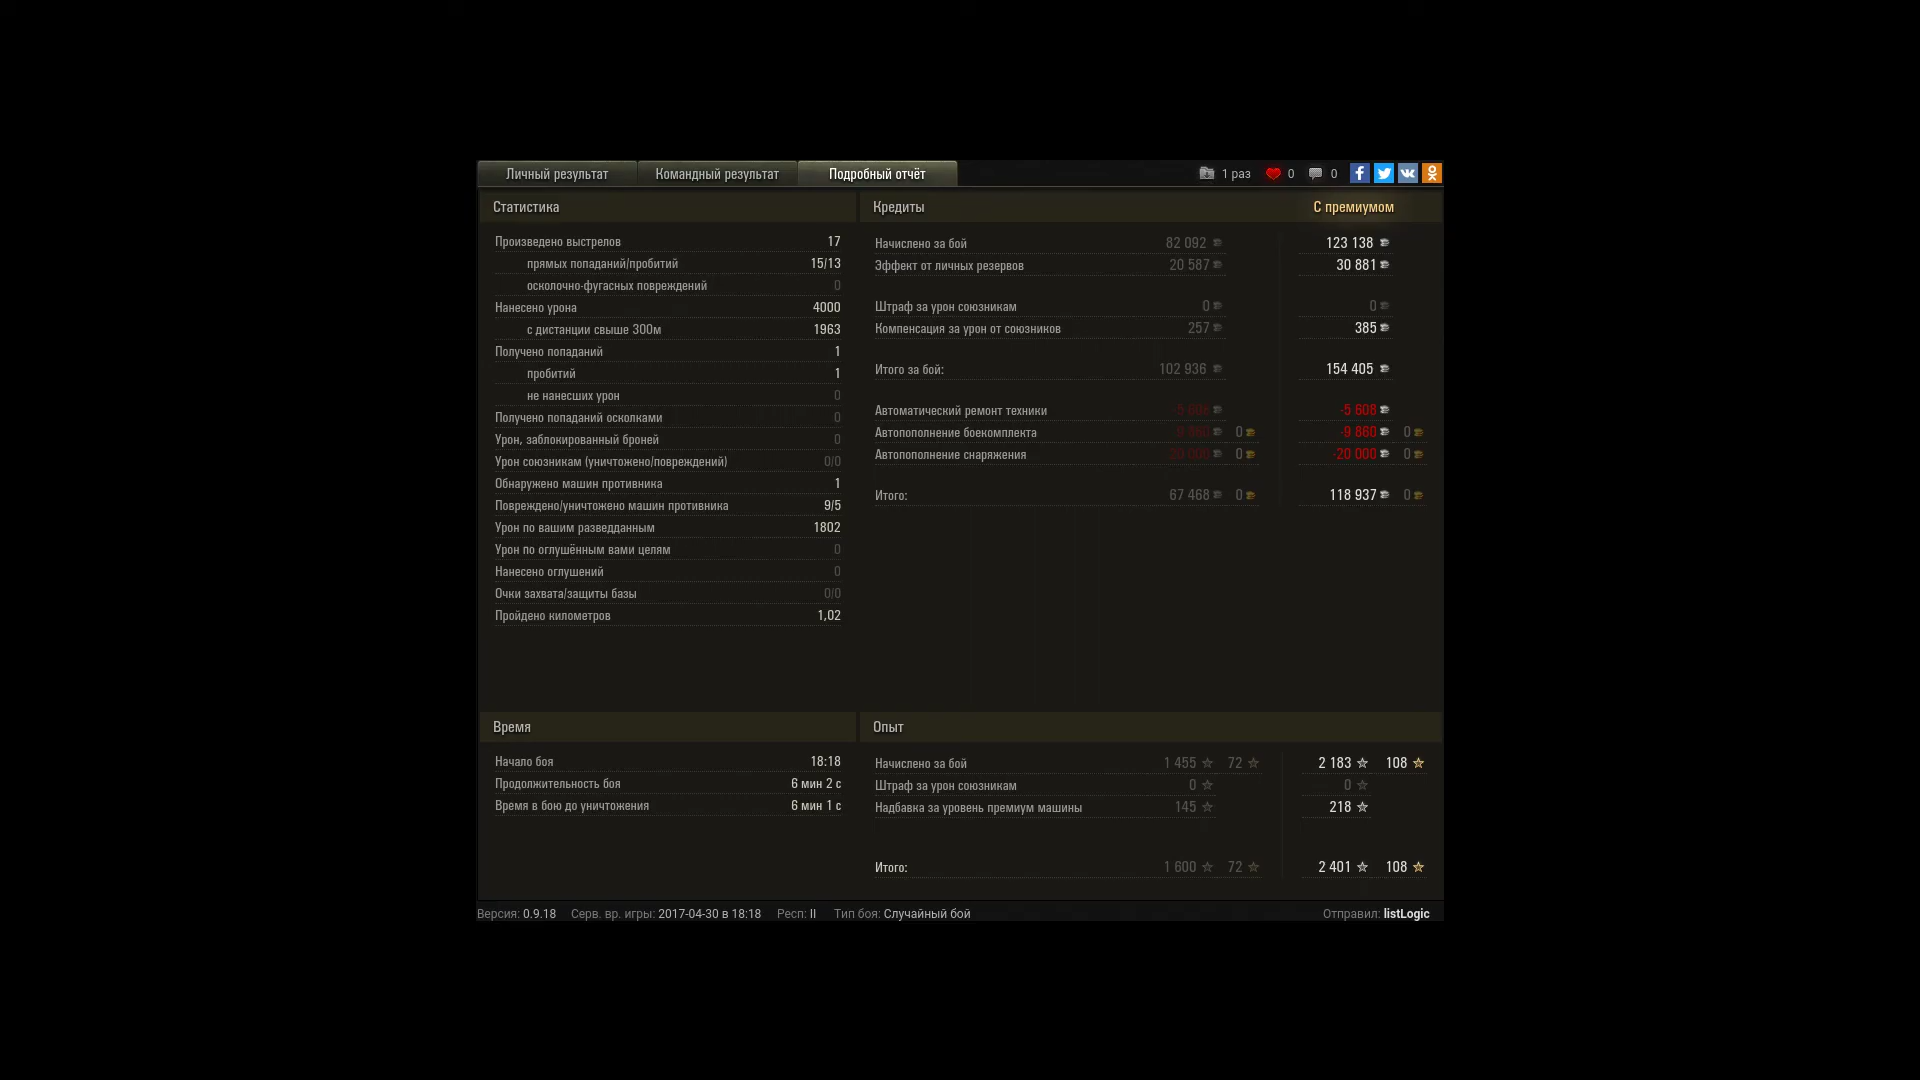 Личный результат Командный результат Подробный отчёт 1 раз 0 0
Статистика
Произведено выстрелов 17
прямых попаданий/пробитий 15/13
осколочно-фугасных повреждений 0
Нанесено урона 4000
с дистанции свыше 300м 1963
Получено попаданий 1
пробитий 1
не нанесших урон 0
Получено попаданий осколками 0
Урон, заблокированный броней 0
Урон союзникам (уничтожено/повреждений) 0/0
Обнаружено машин противника 1
Повреждено/уничтожено машин противника 9/5
Урон по вашим разведданным 1802
Урон по оглушённым вами целям 0
Нанесено оглушений 0
Очки захвата/защиты базы 0/0
Пройдено километров 1,02
Кредиты С премиумом
Начислено за бой 82 092 123 138
Эффект от личных резервов 20 587 30 881
Штраф за урон союзникам 0 0
Компенсация за урон от союзников 257 385
Итого за бой: 102 936 154 405
Автоматический ремонт техники -5 608 -5 608
Автопополнение боекомплекта -9 860 0 -9 860 0
Автопополнение снаряжения -20 000 0 -20 000 0
Итого: 67 468 0 118 937 0
Время
Начало боя 18:18
Продолжительность боя 6 мин 2 с
Время в бою до уничтожения 6 мин 1 с
Опыт
Начислено за бой 1 455 72 2 183 108
Штраф за урон союзникам 0 0
Надбавка за уровень премиум машины 145 218
Итого: 1 600 72 2 401 108
Версия: 0.9.18 Серв. вр. игры: 2017-04-30 в 18:18 Респ: II Тип боя: Случайный бой Отправил: listLogic